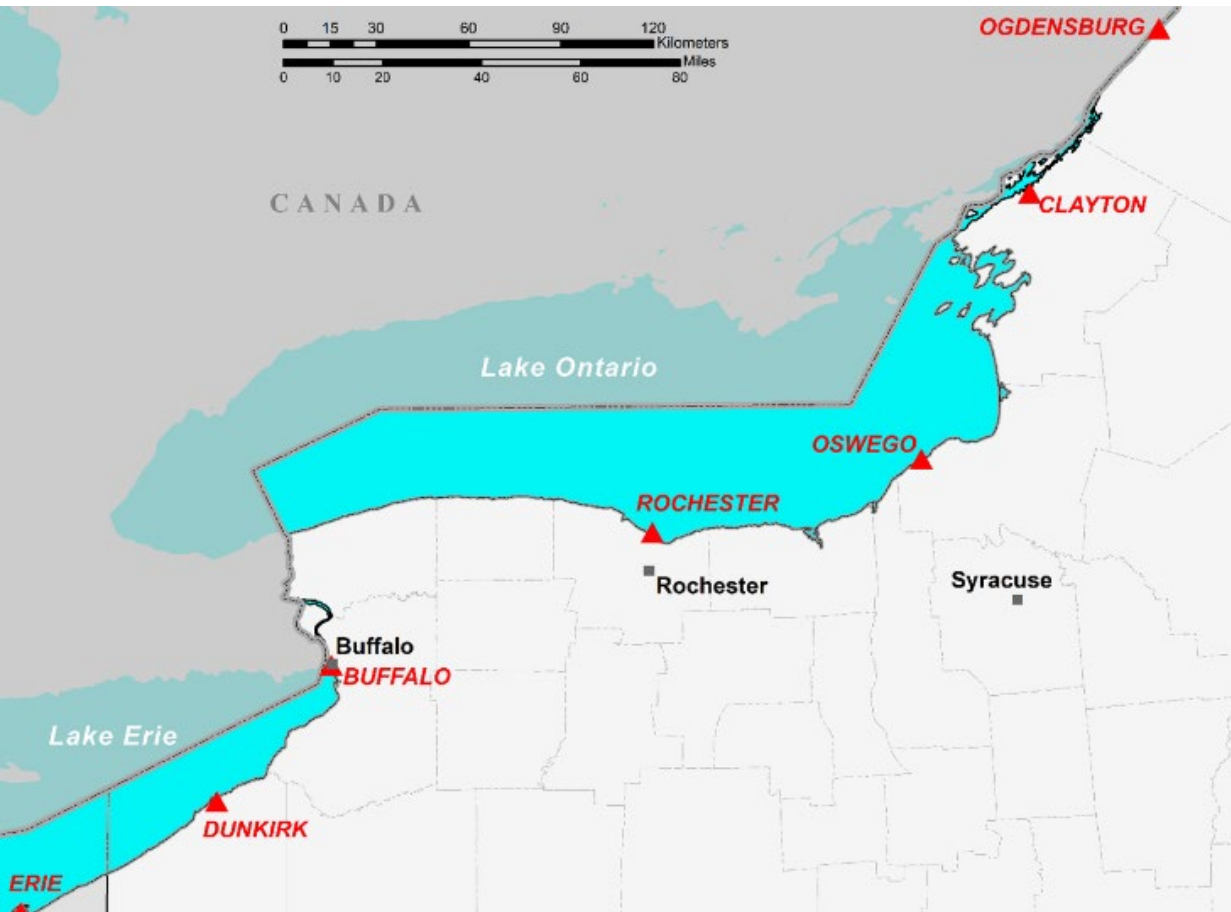 0 15 30 60 90 120
Kilometers
Miles
0 10 20 40 60 80
OGDENSBURG
CANADA
CLAYTON
Lake Ontario
OSWEGO
ROCHESTER
Rochester
Syracuse
Buffalo
BUFFALO
Lake Erie
DUNKIRK
ERIE